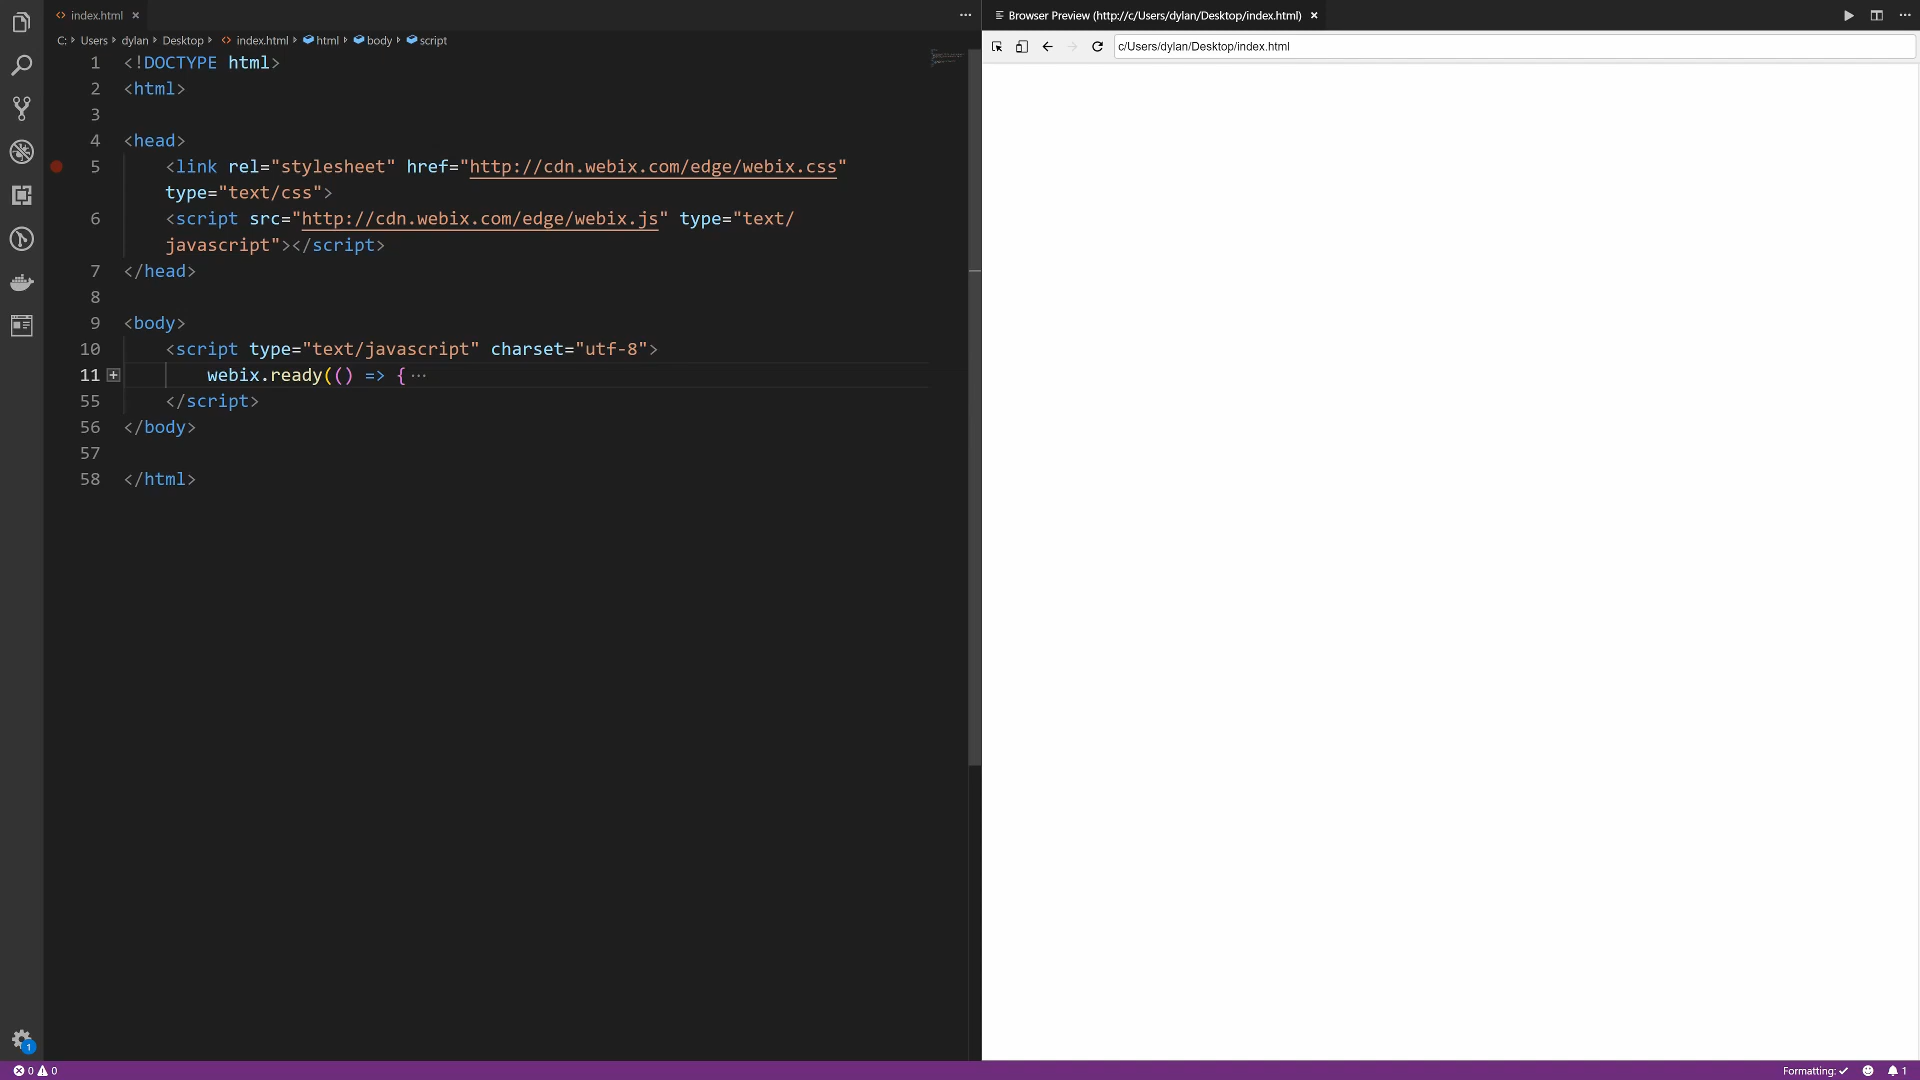 index.html
Browser Preview (http://c/Users/dylan/Desktop/index.html)
C: Users dylan Desktop index.html html body script
c/Users/dylan/Desktop/index.html
1 <!DOCTYPE html>
2 <html>
3
4 <head>
5 <link rel="stylesheet" href="http://cdn.webix.com/edge/webix.css"
type="text/css">
6 <script src="http://cdn.webix.com/edge/webix.js" type="text/
javascript"></script>
7 </head>
8
9 <body>
10 <script type="text/javascript" charset="utf-8">
11 webix.ready(() => {···
55 </script>
56 </body>
57
58 </html>
1
0 0
Formatting: ✓ 1